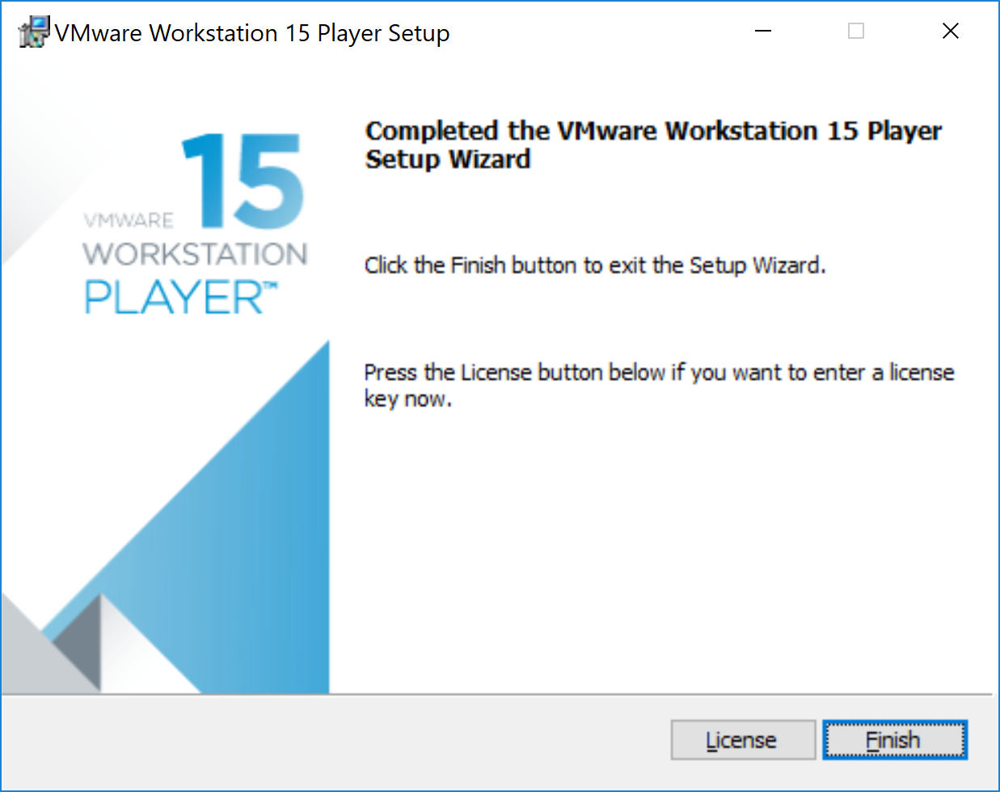 VMware Workstation 15 Player Setup
15
VMWARE
WORKSTATION
PLAYER™
Completed the VMware Workstation 15 Player
Setup Wizard
Click the Finish button to exit the Setup Wizard.
Press the License button below if you want to enter a license
key now.
License
Finish